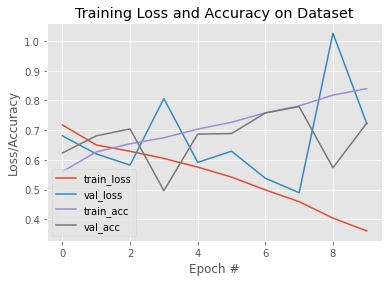 Training Loss and Accuracy on Dataset
Loss/Accuracy
1.0
0.9
0.8
0.7
0.6
0.5
0.4
train_loss
val_loss
train_acc
val_acc
0 2 4 6 8
Epoch #